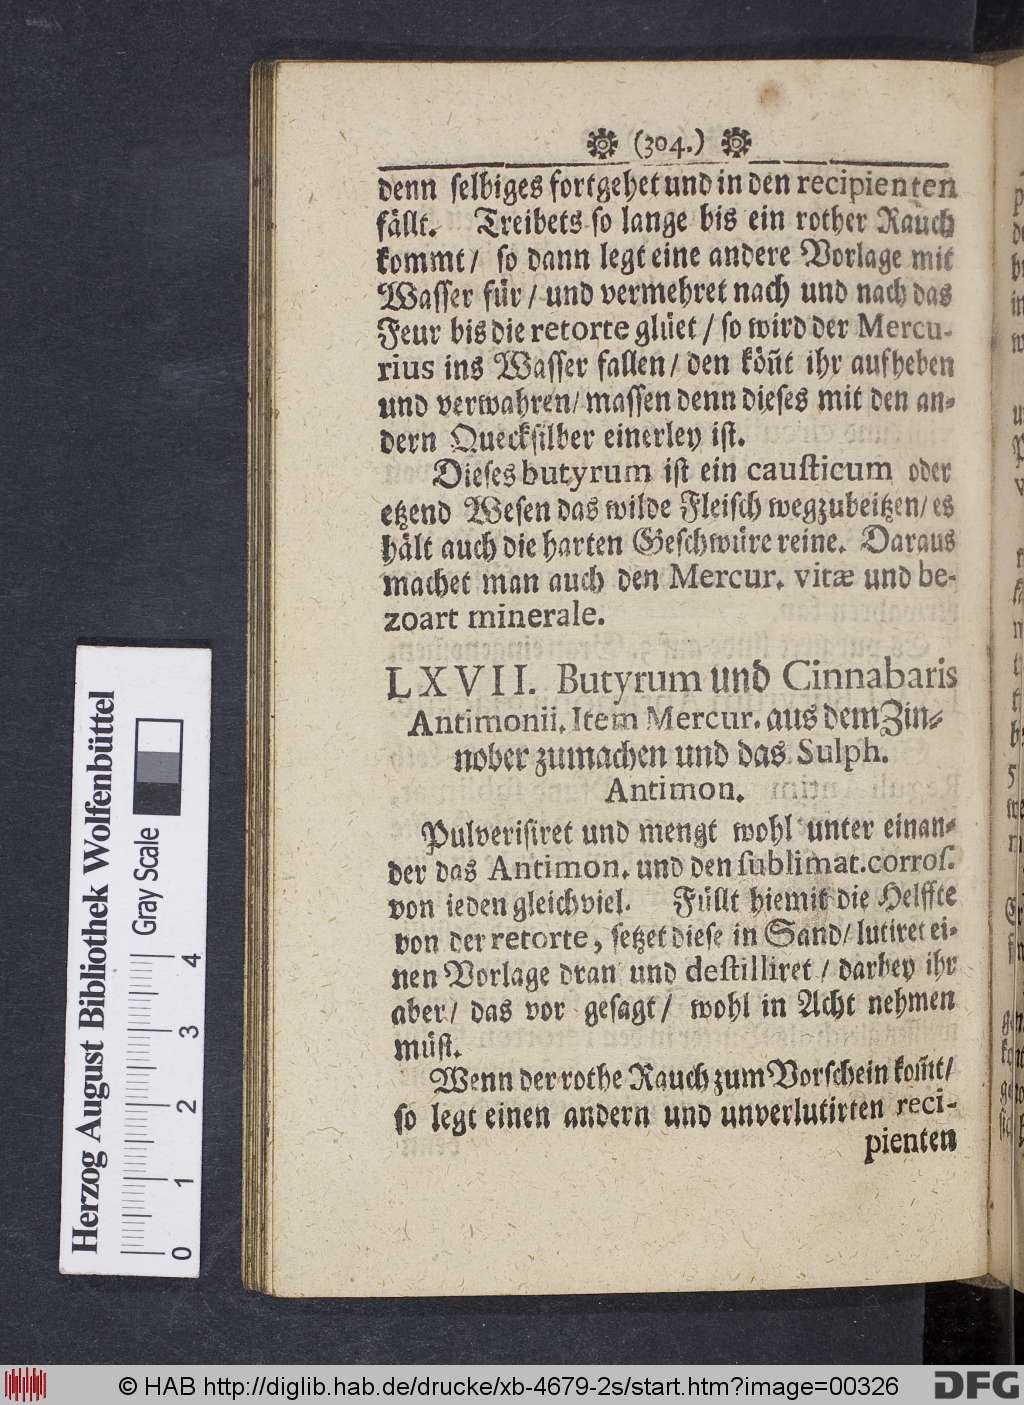 (304.)
denn selbiges fortgehet und in den recipienten
fällt. Treibets so lange bis ein rother Rauch
kommt/ so dann legt eine andere Vorlage mit
Wasser für/ und vermehret nach und nach das
Feur bis die retorte glüet/ so wird der Mercu-
rius ins Wasser fallen/ den kön̄t ihr aufheben
und verwahren/ massen denn dieses mit den an-
dern Quecksilber einerley ist.
Dieses butyrum ist ein causticum oder
etzend Wesen das wilde Fleisch wegzubeitzen/ es
hält auch die harten Geschwüre reine. Daraus
machet man auch den Mercur. vitæ und be-
zoart minerale.
LXVII. Butyrum und Cinnabaris
Antimonii. Item Mercur. aus dem Zin-
nober zumachen und das Sulph.
Antimon.
Pulverisiret und mengt wohl unter einan-
der das Antimon. und den sublimat. corros.
von ieden gleichviel. Füllt hiemit die Helffte
von der retorte, setzet diese in Sand/ lutiret ei-
nen Vorlage dran und destilliret/ darbey ihr
aber/ das vor gesagt/ wohl in Acht nehmen
müst.
Wenn der rothe Rauch zum Vorschein kom̄t/
so legt einen andern und unverlutirten reci-
pienten
Herzog August Bibliothek Wolfenbüttel
Gray Scale
0 1 2 3 4
© HAB http://diglib.hab.de/drucke/xb-4679-2s/start.htm?image=00326
DFG